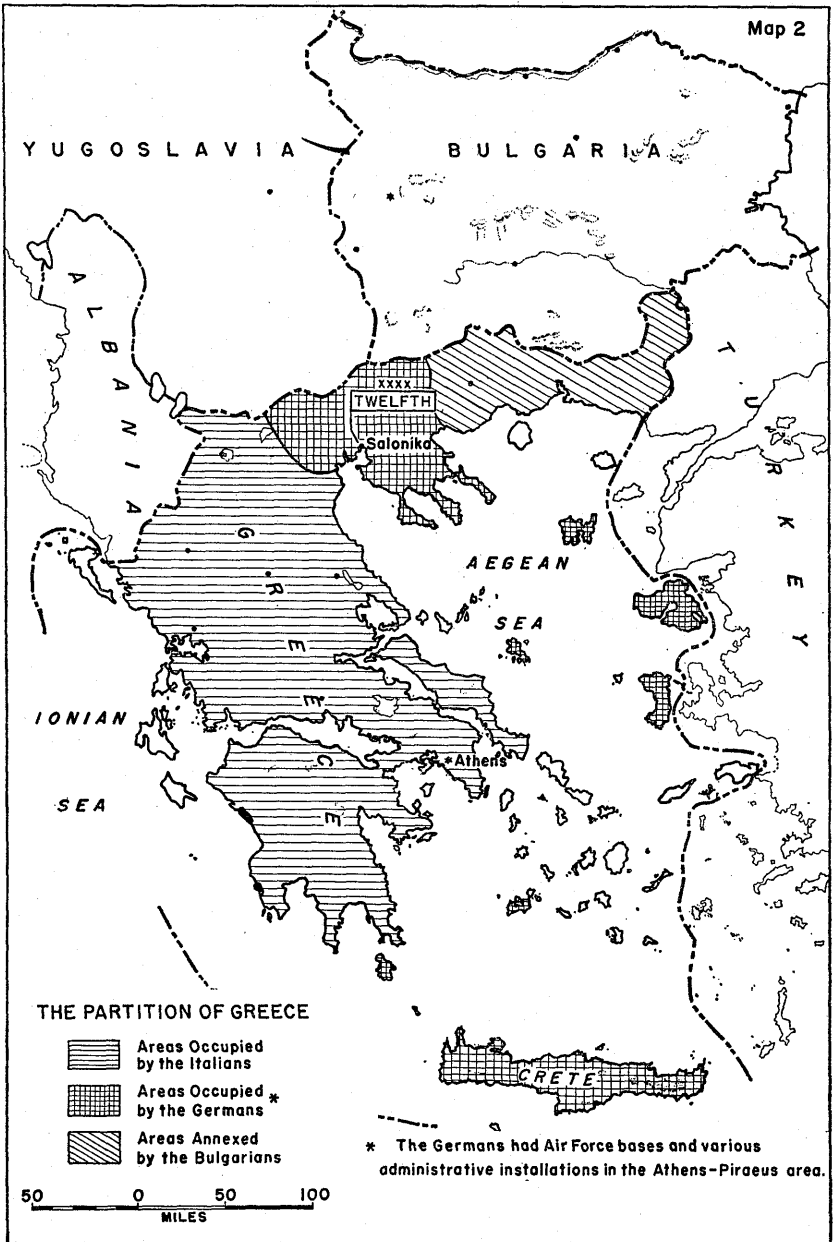 Map 2
YUGOSLAVIA
BULGARIA
ALBANIA
TURKEY
XXXX
TWELFTH
Salonika
GREECE
AEGEAN
SEA
IONIAN
SEA
* Athens
CRETE
THE PARTITION OF GREECE
Areas Occupied
by the Italians
Areas Occupied
by the Germans *
Areas Annexed
by the Bulgarians
* The Germans had Air Force bases and various
administrative installations in the Athens-Piraeus area.
50 0 50 100
MILES